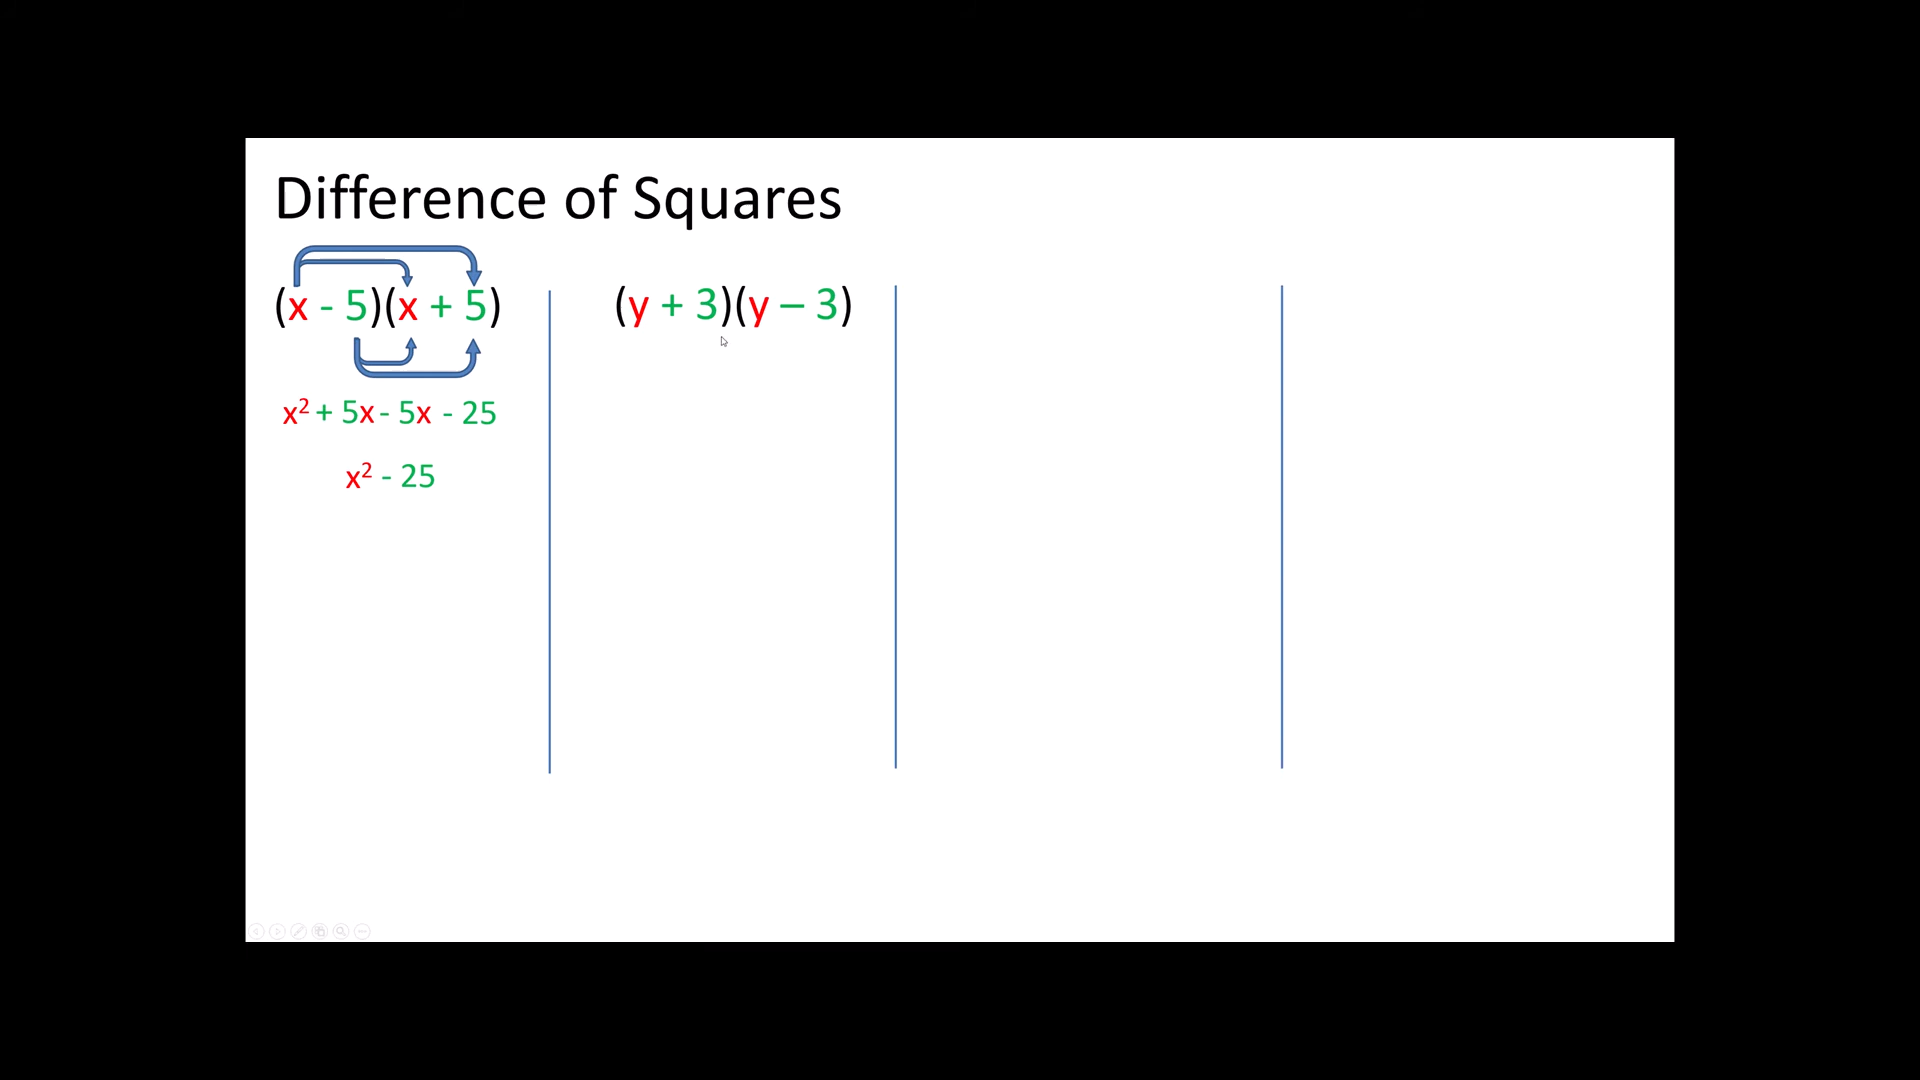 Difference of Squares
(x - 5)(x + 5)
x² + 5x - 5x - 25
x² - 25
(y + 3)(y – 3)